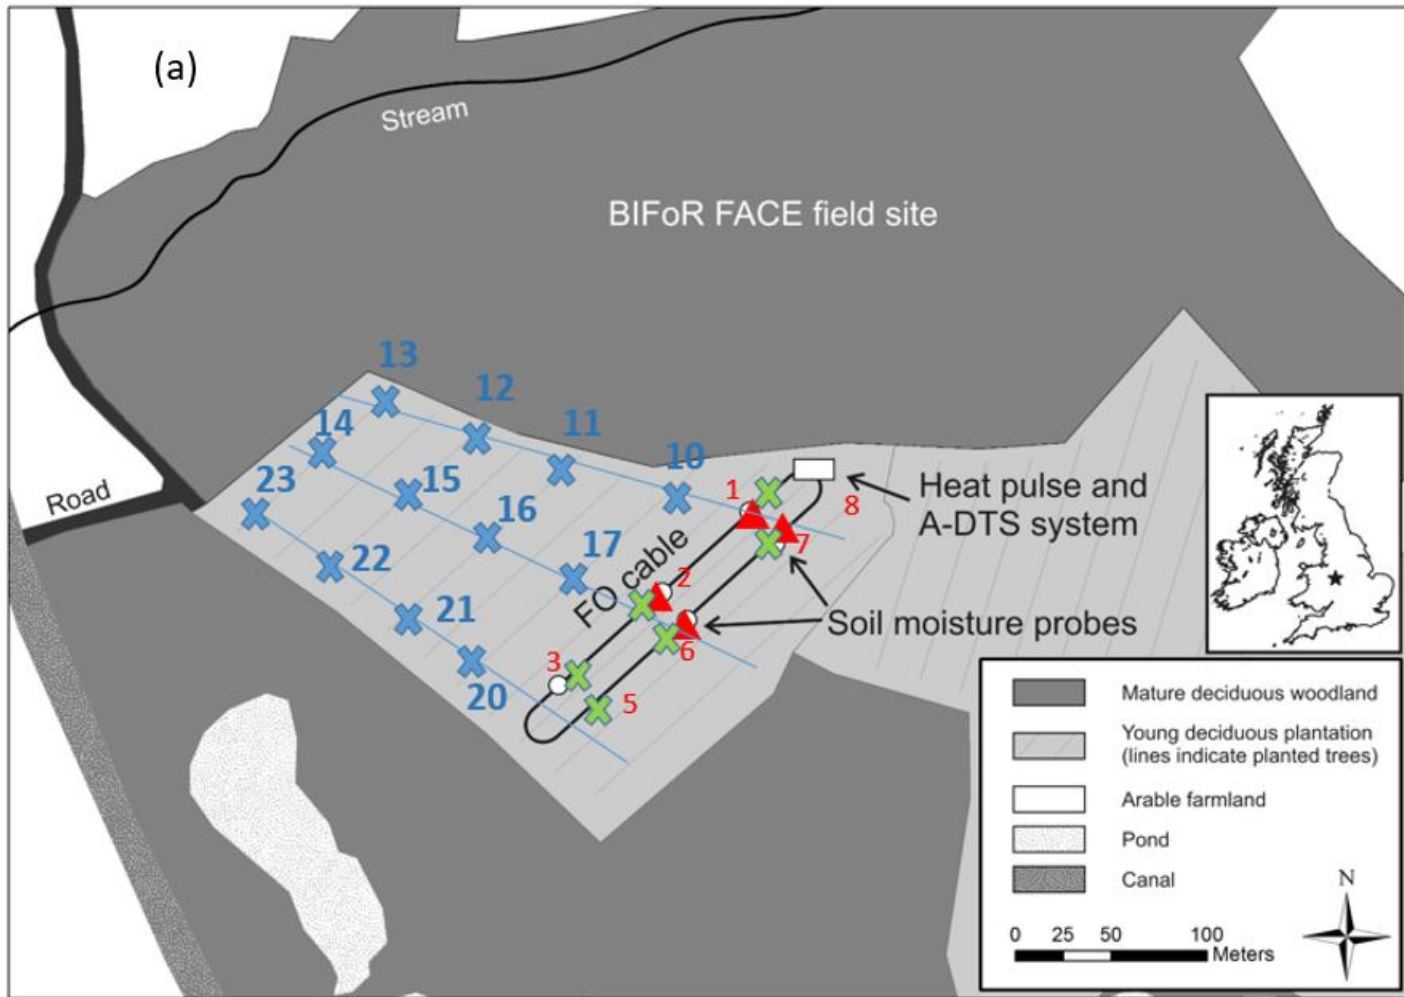 (a)
Stream
BIFoR FACE field site
13
12
14
11
23
15
10
1
8
Heat pulse and
A-DTS system
Road
16
7
22
17
FO cable
2
21
Soil moisture probes
6
3
20
5
Mature deciduous woodland
Young deciduous plantation
(lines indicate planted trees)
Arable farmland
Pond
Canal
N
0 25 50 100
Meters